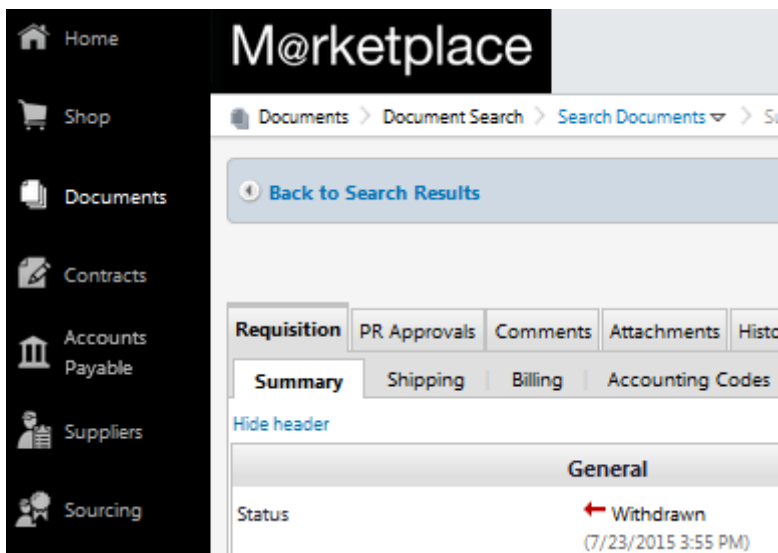 Home
Shop
Documents
Contracts
Accounts
Payable
Suppliers
Sourcing
M@rketplace
Documents > Document Search > Search Documents >
Back to Search Results
Requisition PR Approvals Comments Attachments
Summary Shipping Billing Accounting Codes
Hide header
General
Status Withdrawn
(7/23/2015 3:55 PM)